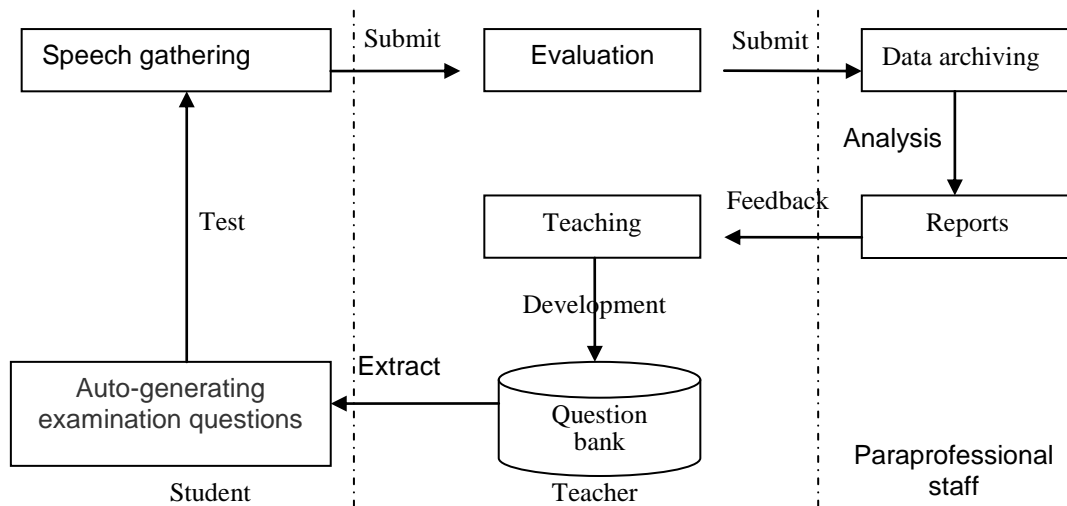 Speech gathering
Submit
Evaluation
Submit
Data archiving
Analysis
Test
Teaching
Feedback
Reports
Development
Extract
Auto-generating
examination questions
Question
bank
Student
Teacher
Paraprofessional
staff